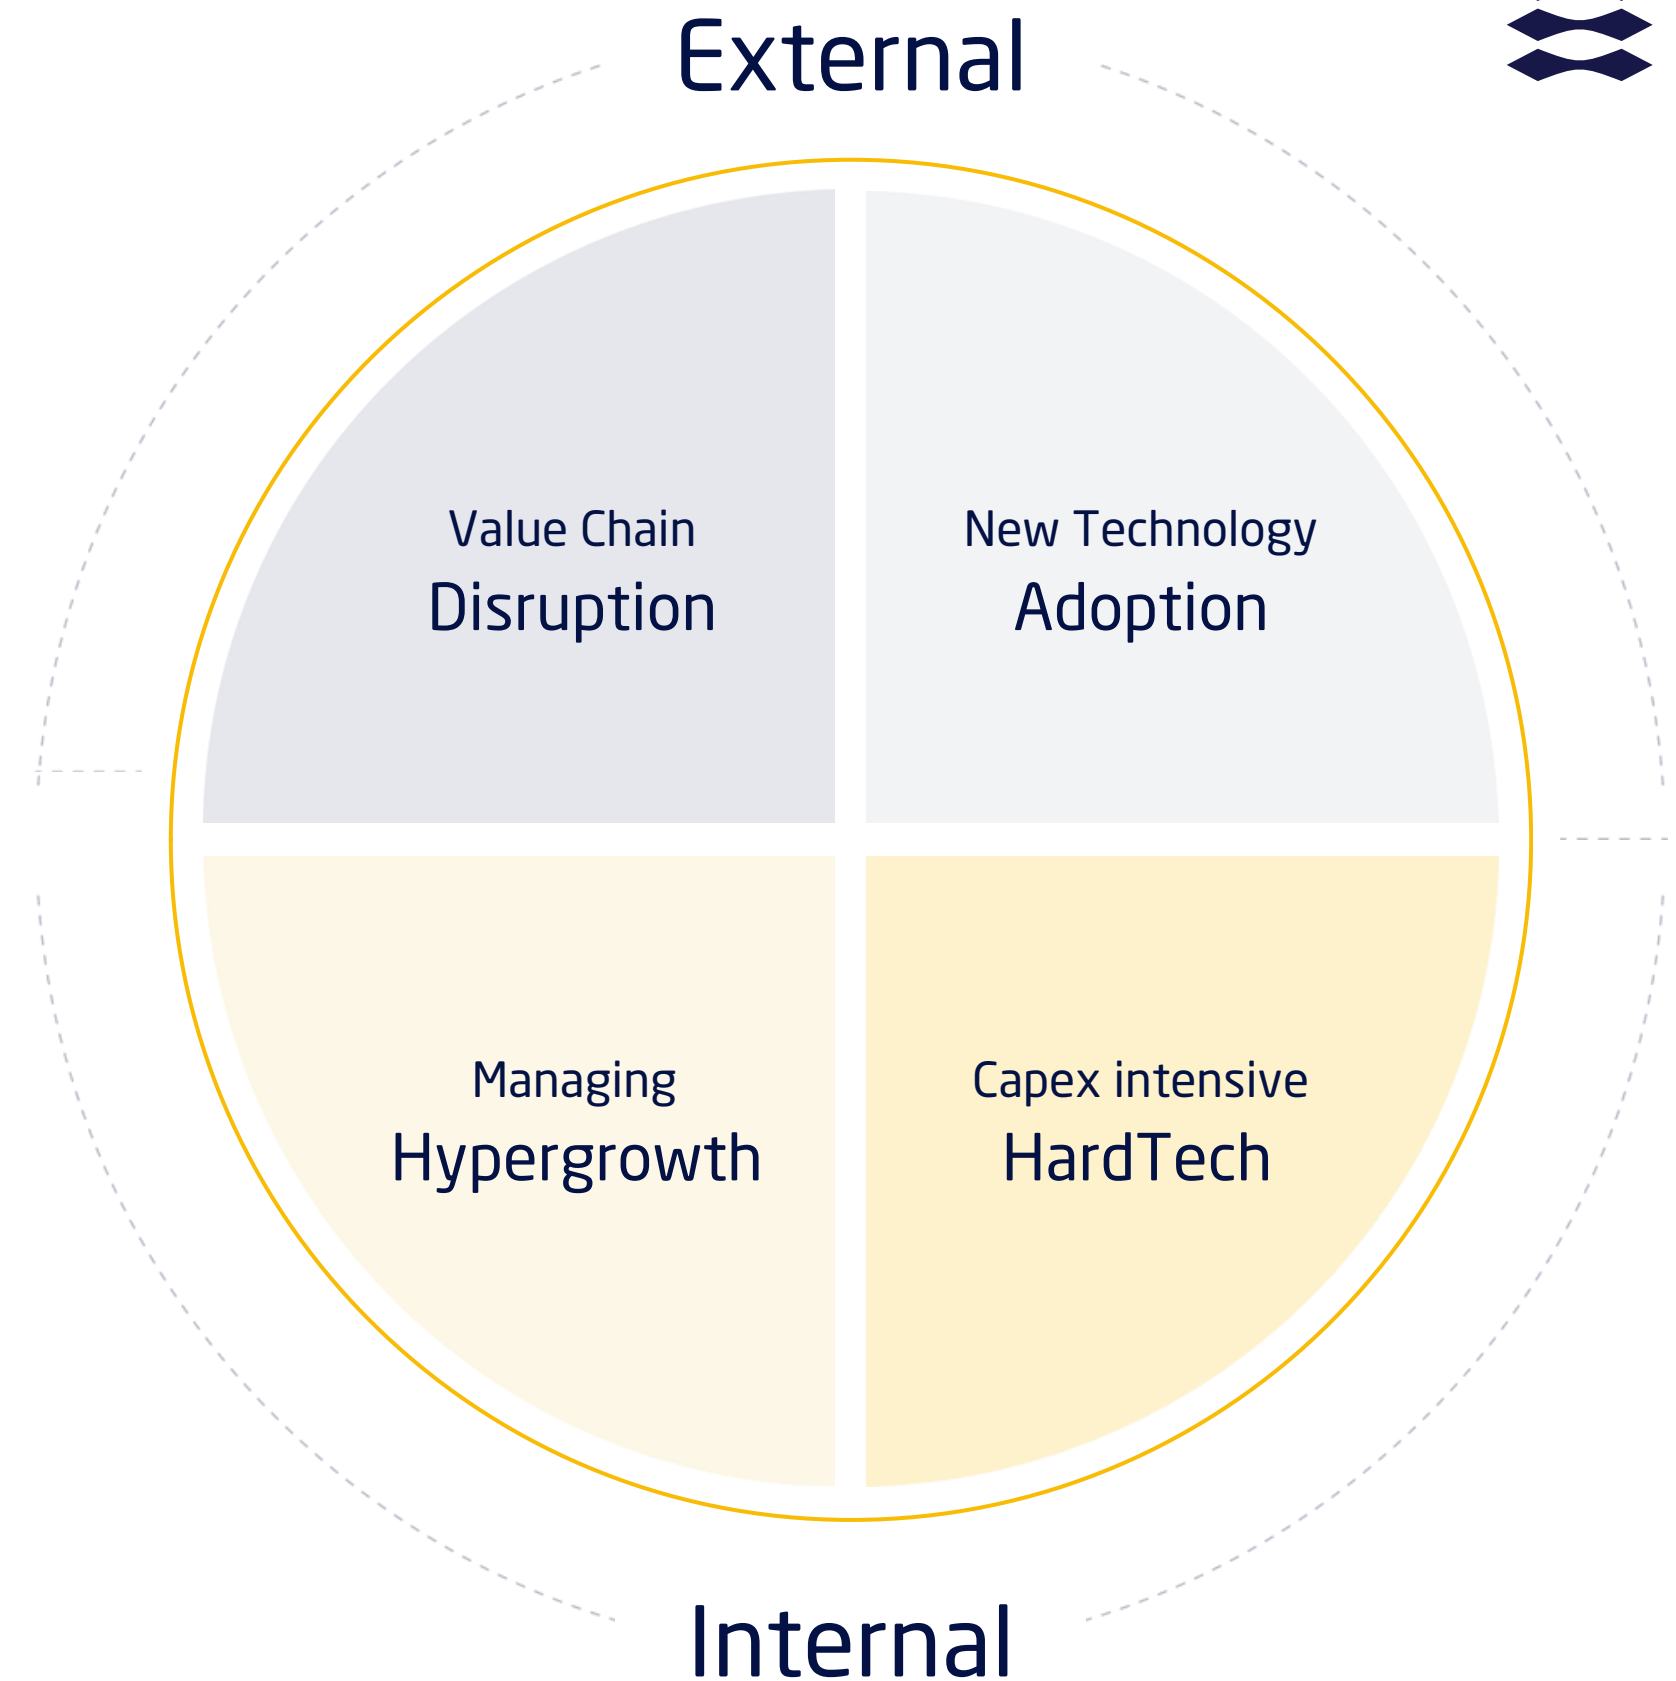 External
Value Chain
Disruption
New Technology
Adoption
Managing
Hypergrowth
Capex intensive
HardTech
Internal